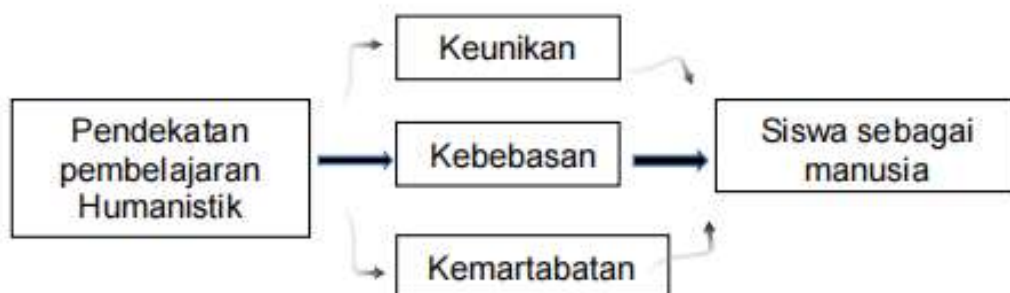 Keunikan
Pendekatan
pembelajaran
Humanistik
Kebebasan
Siswa sebagai
manusia
Kemartabatan